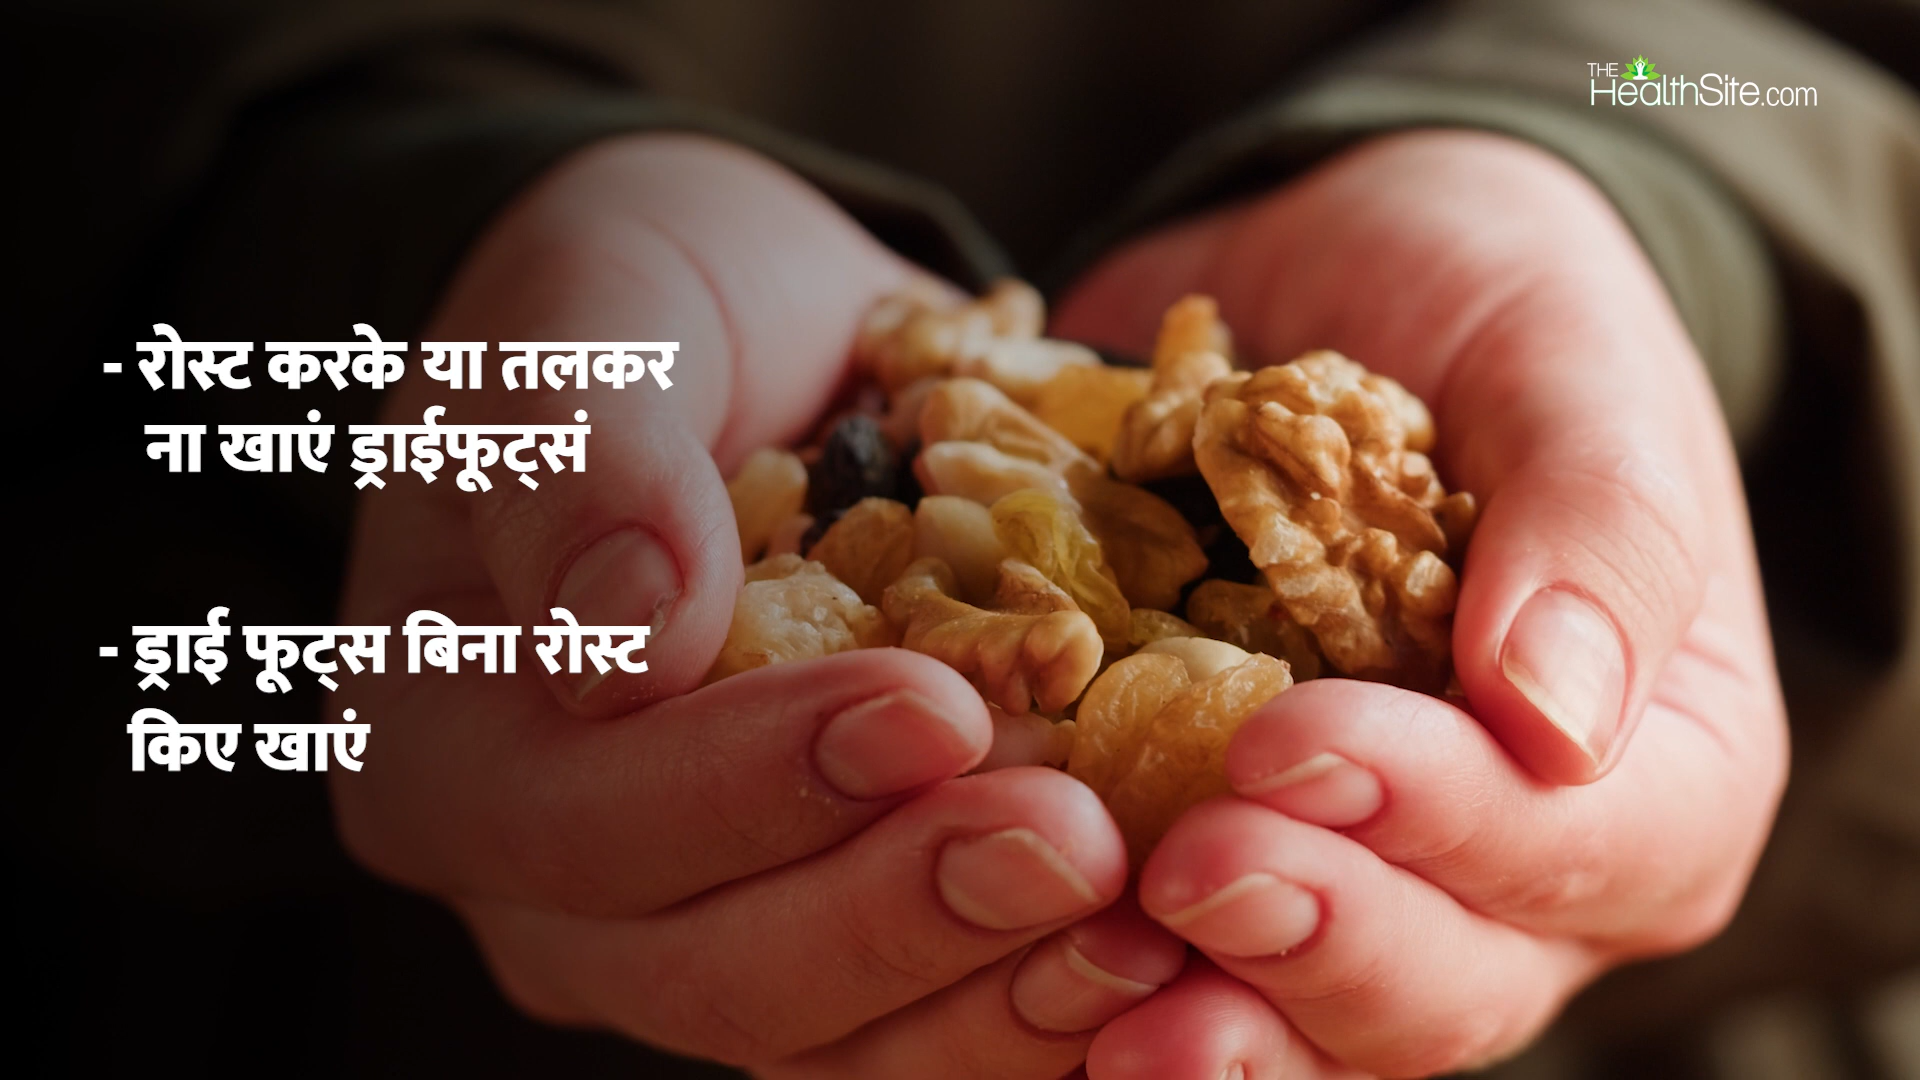 THE
HealthSite.com
- रोस्ट करके या तलकर
ना खाएं ड्राईफूट्सं
- ड्राई फूट्स बिना रोस्ट
किए खाएं